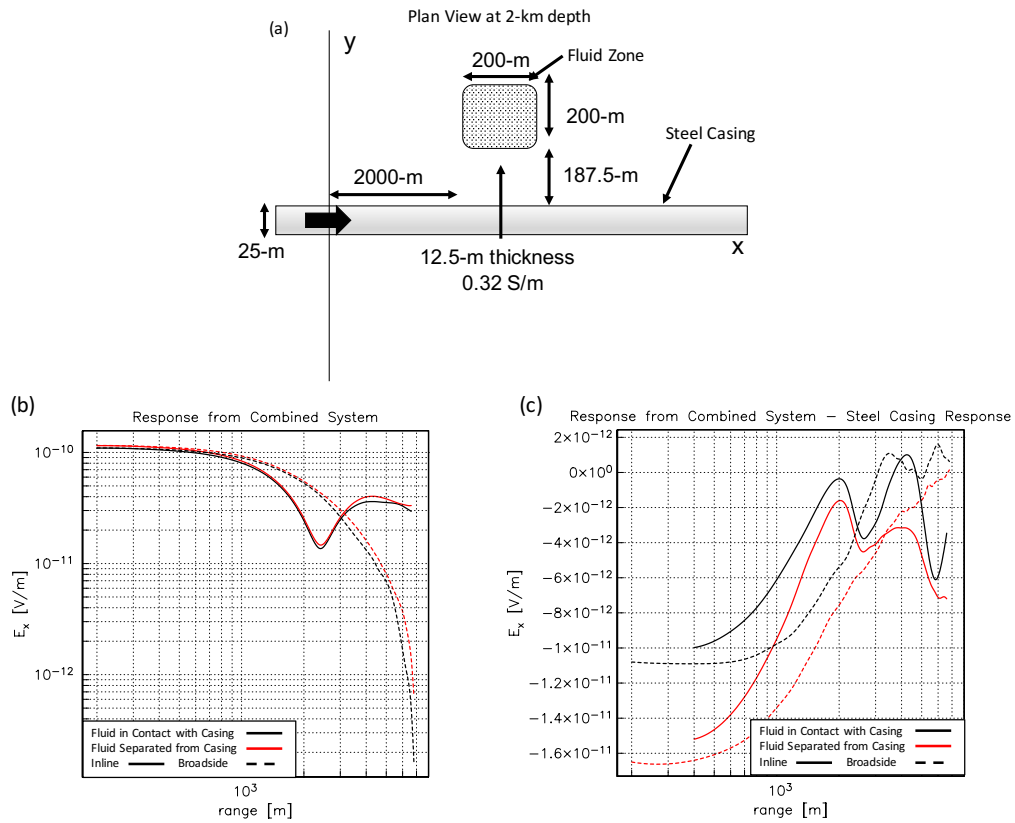 Plan View at 2-km depth
(a)
y
200-m
Fluid Zone
200-m
Steel Casing
2000-m
187.5-m
25-m
x
12.5-m thickness
0.32 S/m
(b)
Response from Combined System
10⁻¹⁰
10⁻¹¹
10⁻¹²
E_x [V/m]
Fluid in Contact with Casing
Fluid Separated from Casing
Inline Broadside
10³
range [m]
(c)
Response from Combined System – Steel Casing Response
2×10⁻¹²
0×10⁰
−2×10⁻¹²
−4×10⁻¹²
−6×10⁻¹²
−8×10⁻¹²
−1×10⁻¹¹
−1.2×10⁻¹¹
−1.4×10⁻¹¹
−1.6×10⁻¹¹
E_x [V/m]
Fluid in Contact with Casing
Fluid Separated from Casing
Inline Broadside
10³
range [m]